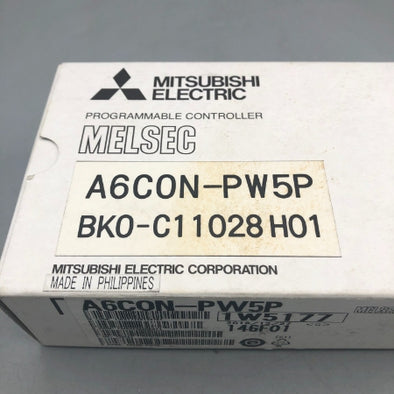 MITSUBISHI
ELECTRIC
PROGRAMMABLE CONTROLLER
MELSEC
A6CON-PW5P
BKO-C11028H01
MITSUBISHI ELECTRIC CORPORATION
MADE IN PHILIPPINES
A6CON-PW5P
1W5177
146F01
MELSEC